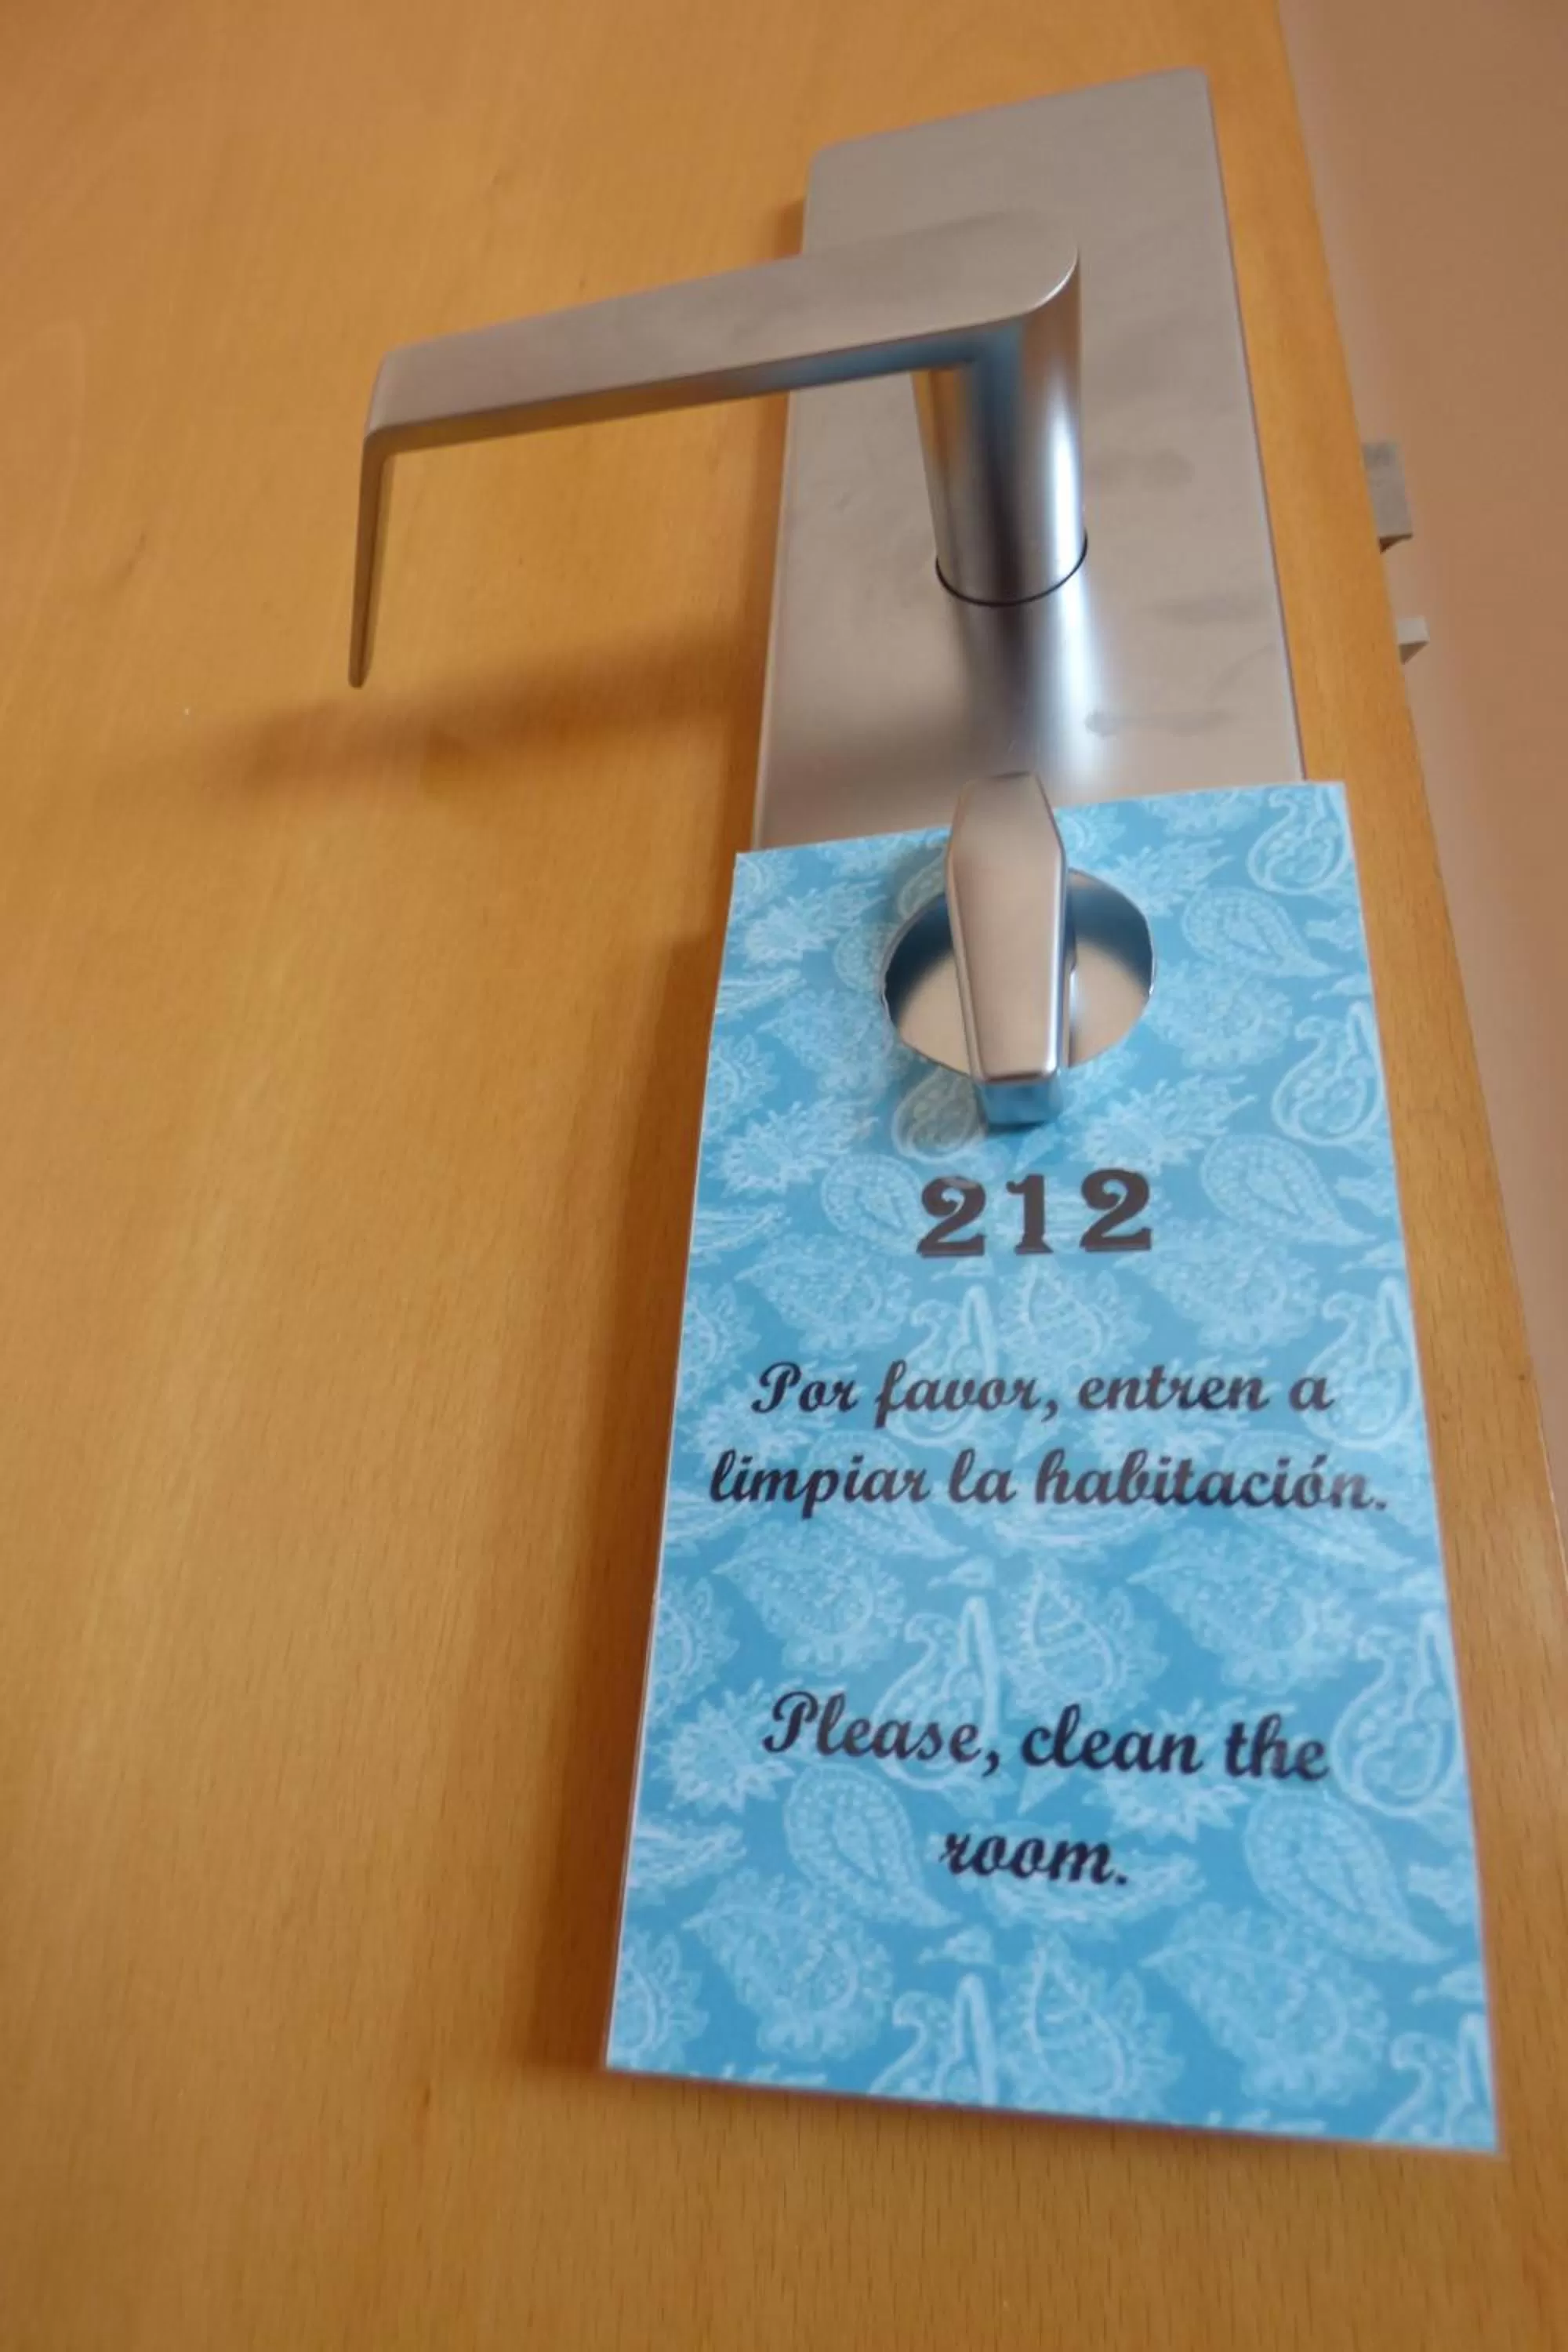 212
Por favor, entren a
limpiar la habitación.
Please, clean the
room.